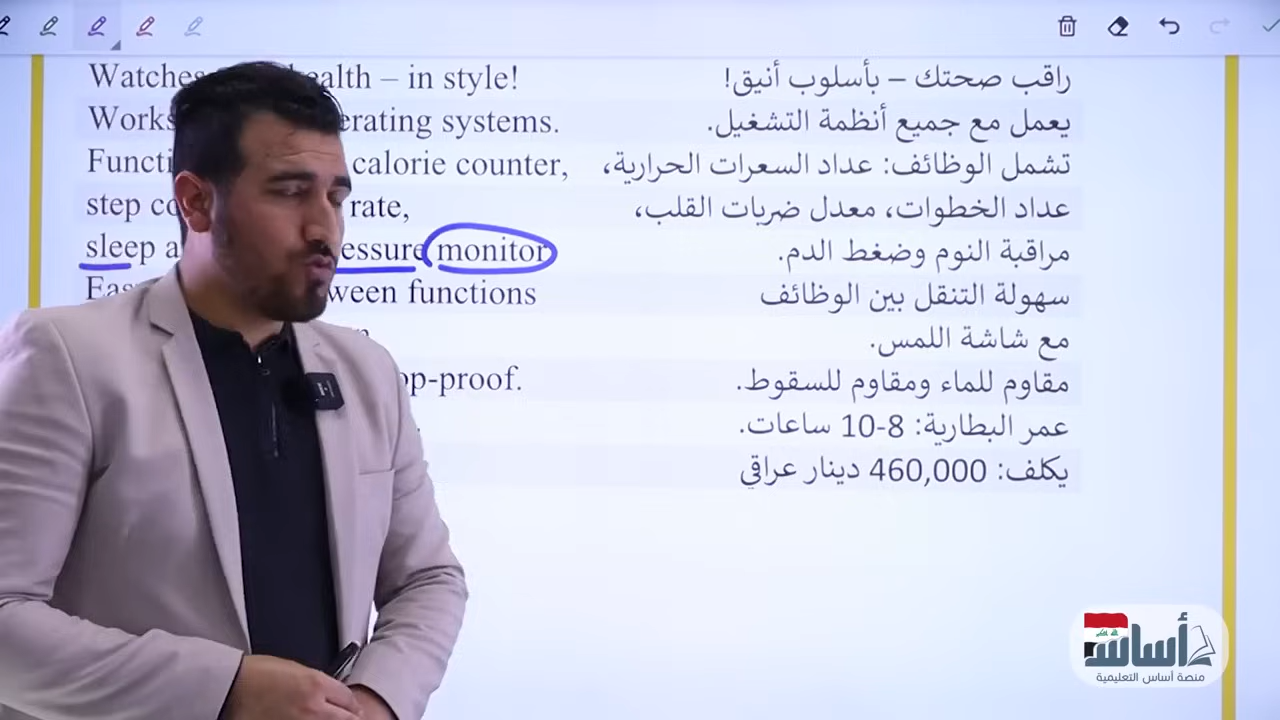 Watches health – in style!
راقب صحتك – بأسلوب أنيق!
Works erating systems.
يعمل مع جميع أنظمة التشغيل.
Functi calorie counter,
تشمل الوظائف: عداد السعرات الحرارية،
step co rate,
عداد الخطوات، معدل ضربات القلب،
sleep a essure monitor
مراقبة النوم وضغط الدم.
Eas ween functions
سهولة التنقل بين الوظائف
مع شاشة اللمس.
op-proof.
مقاوم للماء ومقاوم للسقوط.
عمر البطارية: 8-10 ساعات.
يكلف: 460,000 دينار عراقي
أساس
منصة أساس التعليمية